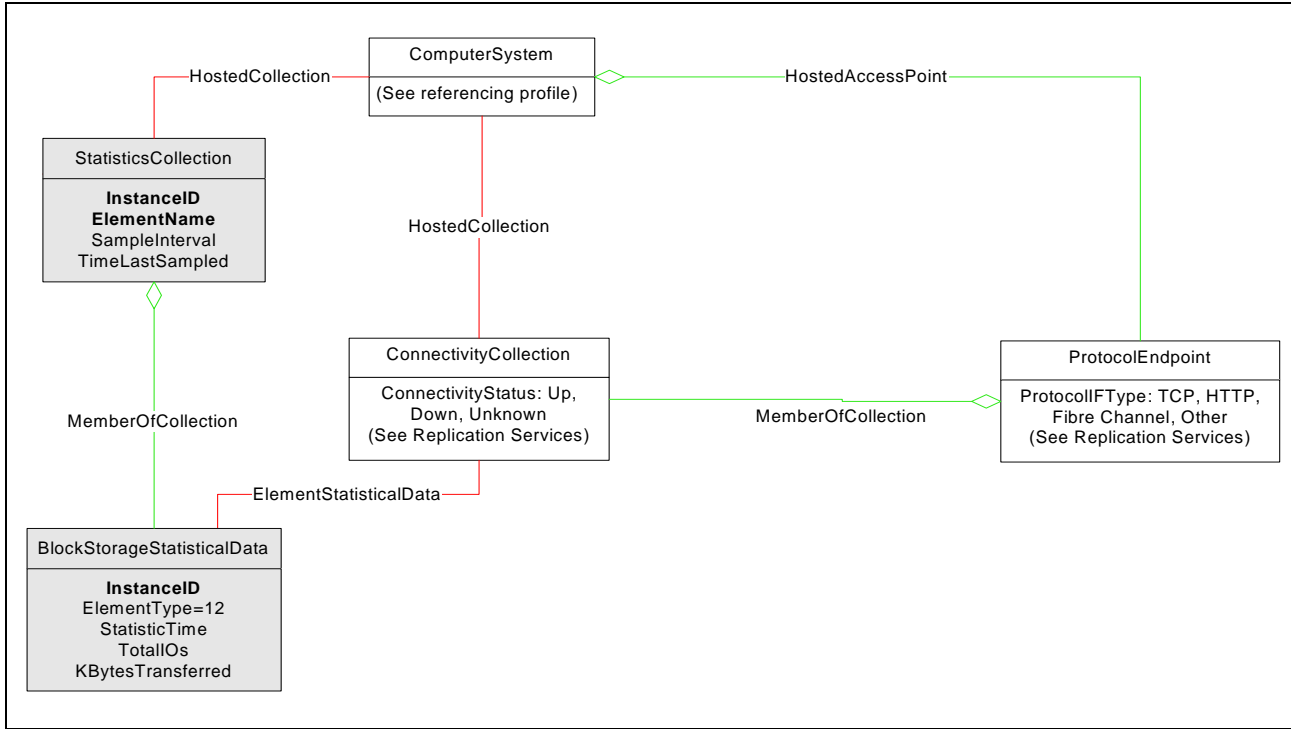 ComputerSystem
(See referencing profile)
HostedCollection
HostedAccessPoint
StatisticsCollection
InstanceID
ElementName
SampleInterval
TimeLastSampled
HostedCollection
ConnectivityCollection
ConnectivityStatus: Up,
Down, Unknown
(See Replication Services)
ProtocolEndpoint
ProtocolIFType: TCP, HTTP,
Fibre Channel, Other
(See Replication Services)
MemberOfCollection
MemberOfCollection
ElementStatisticalData
BlockStorageStatisticalData
InstanceID
ElementType=12
StatisticTime
TotalIOs
KBytesTransferred